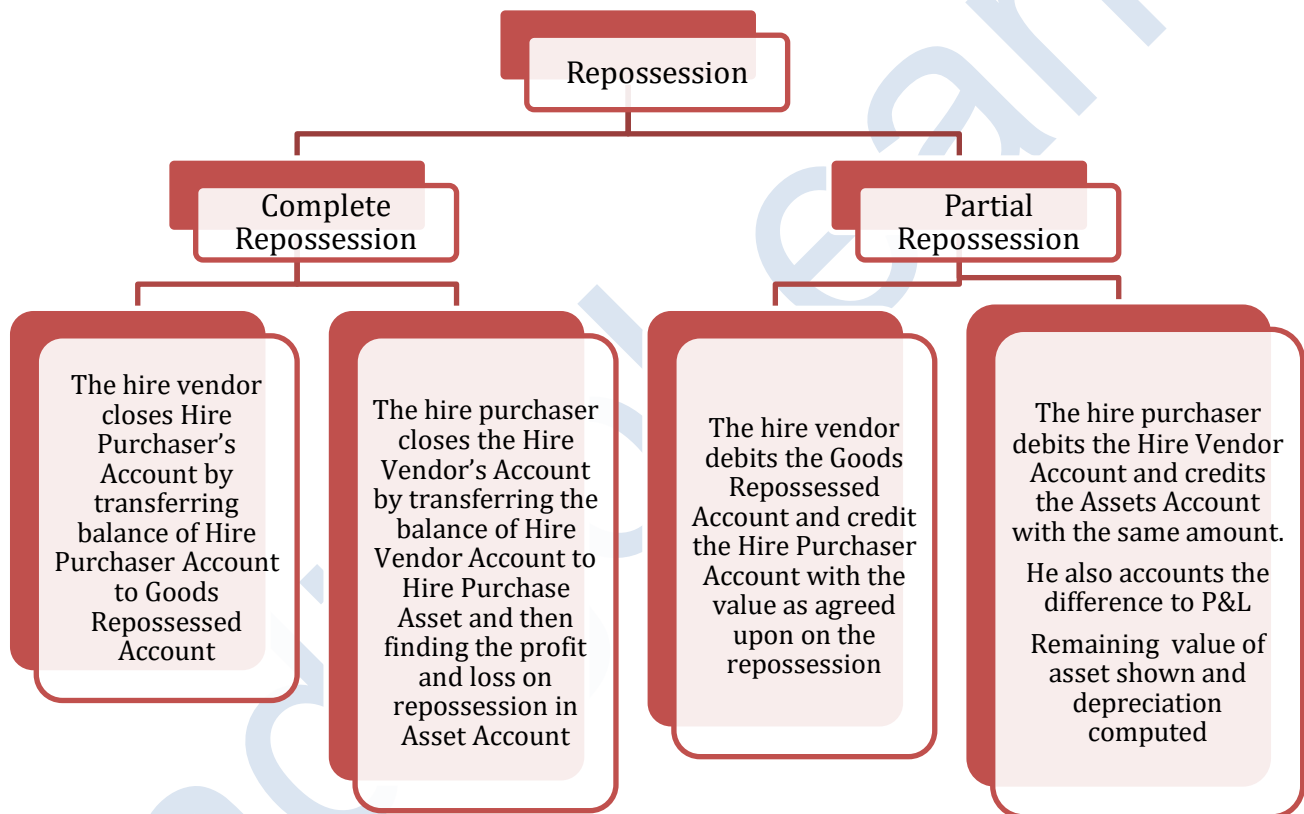 Repossession
Complete
Repossession
Partial
Repossession
The hire vendor
closes Hire
Purchaser’s
Account by
transferring
balance of Hire
Purchaser Account
to Goods
Repossessed
Account
The hire purchaser
closes the Hire
Vendor’s Account
by transferring the
balance of Hire
Vendor Account to
Hire Purchase
Asset and then
finding the profit
and loss on
repossession in
Asset Account
The hire vendor
debits the Goods
Repossessed
Account and credit
the Hire Purchaser
Account with the
value as agreed
upon on the
repossession
The hire purchaser
debits the Hire Vendor
Account and credits
the Assets Account
with the same amount.
He also accounts the
difference to P&L
Remaining value of
asset shown and
depreciation
computed